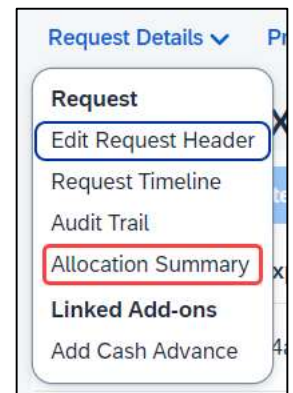 Request Details
Request
Edit Request Header
Request Timeline
Audit Trail
Allocation Summary
Linked Add-ons
Add Cash Advance